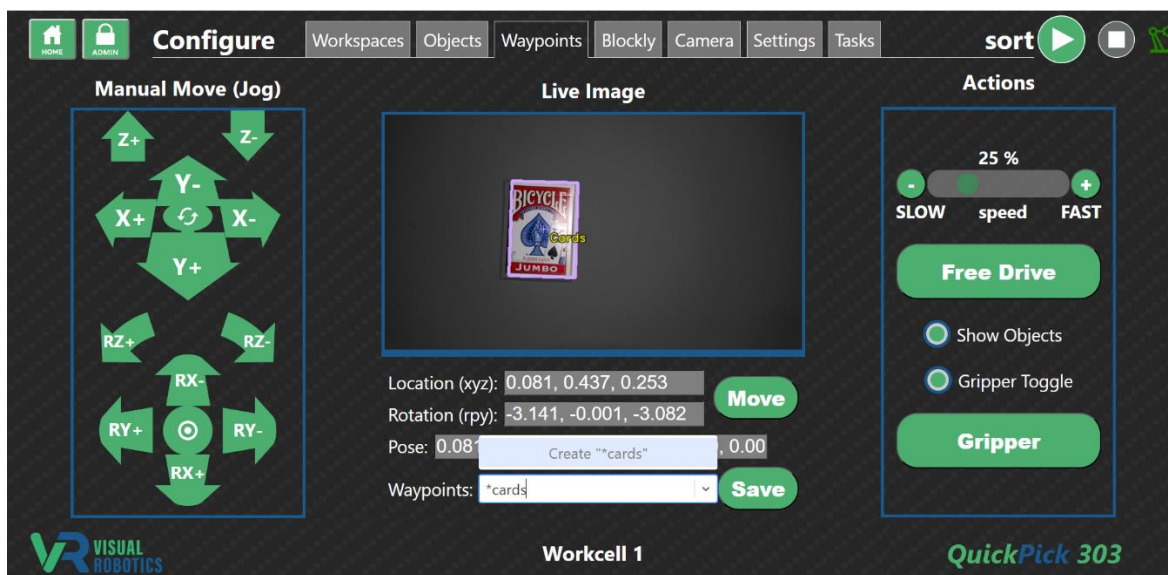 HOME
ADMIN
Configure
Workspaces
Objects
Waypoints
Blockly
Camera
Settings
Tasks
sort
Manual Move (Jog)
Z+
Z-
Y-
X+
X-
Y+
RZ+
RZ-
RX-
RY+
RY-
RX+
Live Image
BICYCLE
Cards
JUMBO
Location (xyz): 0.081, 0.437, 0.253
Rotation (rpy): -3.141, -0.001, -3.082
Move
Pose: 0.081
, 0.00
Create "*cards"
Waypoints: *cards
Save
Actions
25 %
-
+
SLOW speed FAST
Free Drive
Show Objects
Gripper Toggle
Gripper
VR VISUAL
ROBOTICS
Workcell 1
QuickPick 303